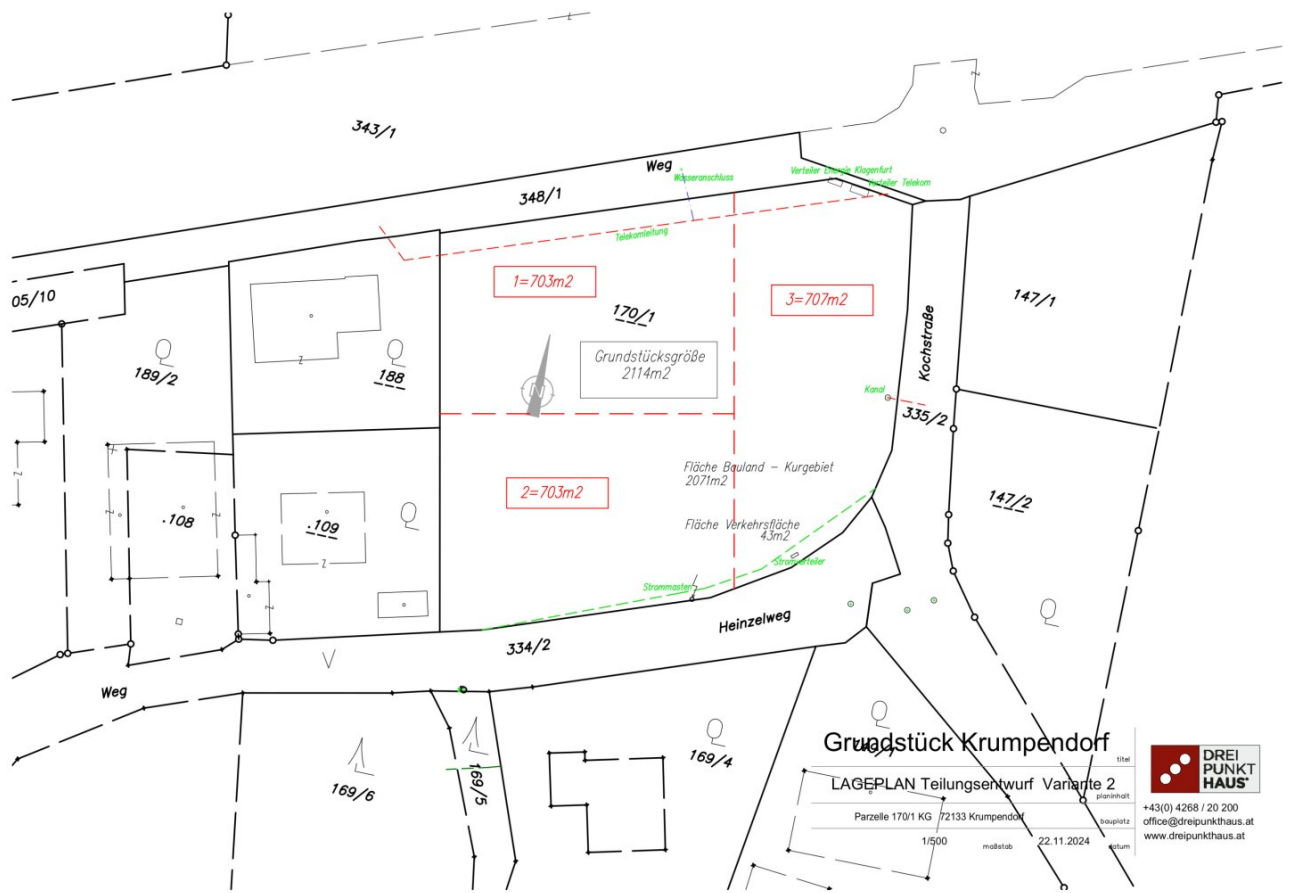 343/1
Weg
Wasseranschluss
Verteiler Energie Klagenfurt
Verteiler Telekom
348/1
Telekomleitung
05/10
1=703m2
3=707m2
170/1
147/1
Kochstraße
Grundstücksgröße
2114m2
189/2
188
N
Kanal
335/2
Fläche Bauland - Kurgebiet
2071m2
2=703m2
147/2
.108
.109
Fläche Verkehrsfläche
43m2
Stromverteiler
Strommasten
Heinzelweg
334/2
Weg
169/6
169/5
169/4
Grundstück Krumpendorf
titel
LAGEPLAN Teilungsentwurf Variante 2
planinhalt
Parzelle 170/1 KG 72133 Krumpendorf
bauplatz
1/500
maßstab
22.11.2024
datum
DREI
PUNKT
HAUS
+43(0) 4268 / 20 200
office@dreipunkthaus.at
www.dreipunkthaus.at